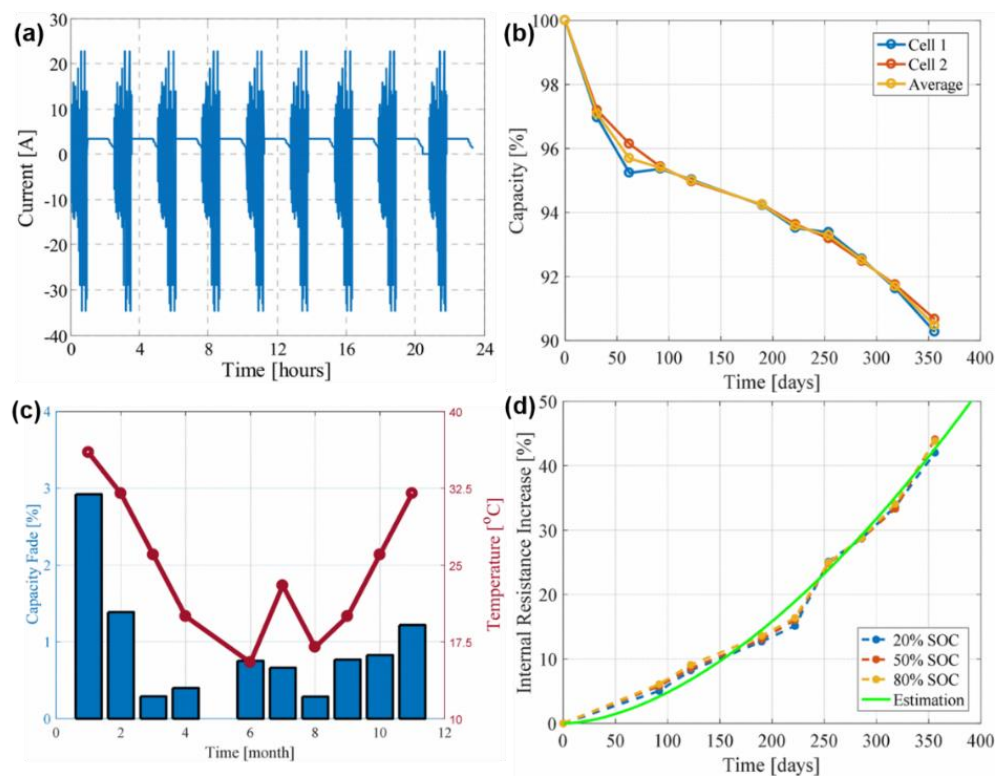 (a)
Current [A]
30
20
10
0
-10
-20
-30
-40
0 4 8 12 16 20 24
Time [hours]
(b)
Capacity [%]
100
98
96
94
92
90
Cell 1
Cell 2
Average
0 50 100 150 200 250 300 350 400
Time [days]
(c)
Capacity Fade [%]
4
3
2
1
0
Temperature [°C]
40
32.5
25
17.5
10
0 2 4 6 8 10 12
Time [month]
(d)
Internal Resistance Increase [%]
50
40
30
20
10
0
20% SOC
50% SOC
80% SOC
Estimation
0 50 100 150 200 250 300 350 400
Time [days]